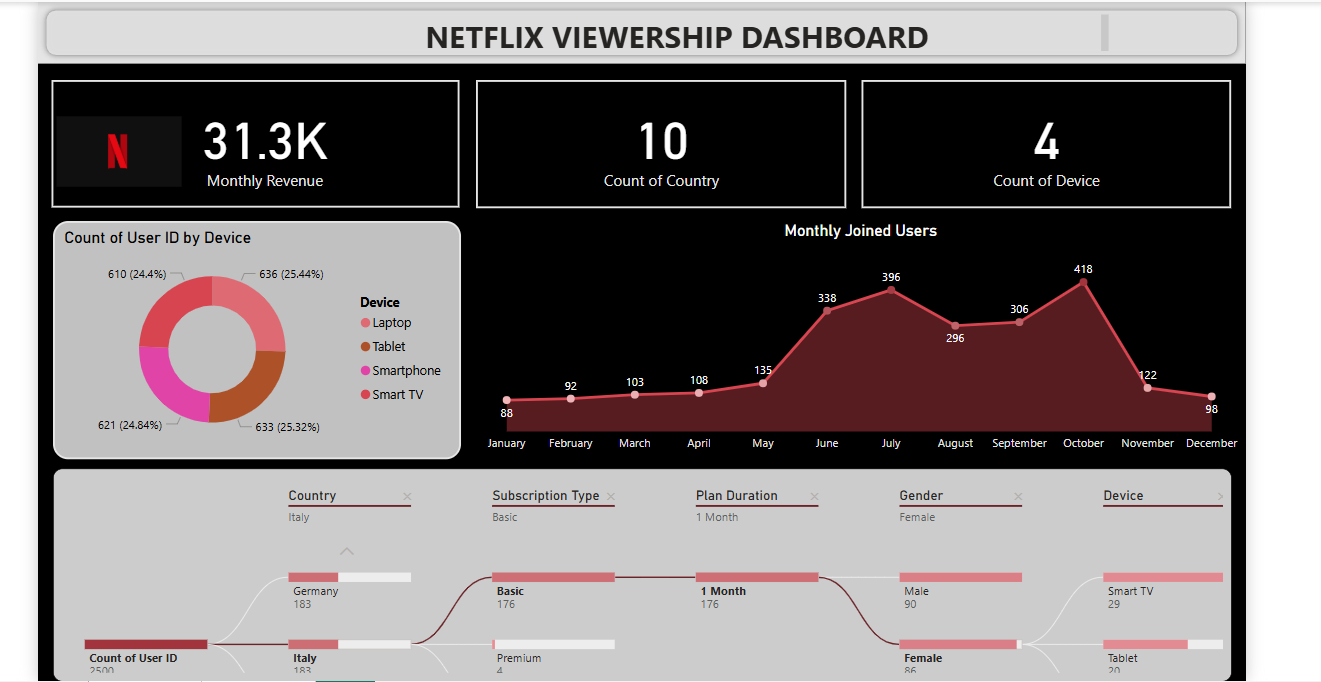 NETFLIX VIEWERSHIP DASHBOARD
N
31.3K
Monthly Revenue
10
Count of Country
4
Count of Device
Count of User ID by Device
610 (24.4%)
636 (25.44%)
621 (24.84%)
633 (25.32%)
Device
Laptop
Tablet
Smartphone
Smart TV
Monthly Joined Users
88
92
103
108
135
338
396
296
306
418
122
98
January February March April May June July August September October November December
Country
Italy
Subscription Type
Basic
Plan Duration
1 Month
Gender
Female
Device
Count of User ID
2500
Germany
183
Italy
183
Basic
176
Premium
4
1 Month
176
Male
90
Female
86
Smart TV
29
Tablet
20